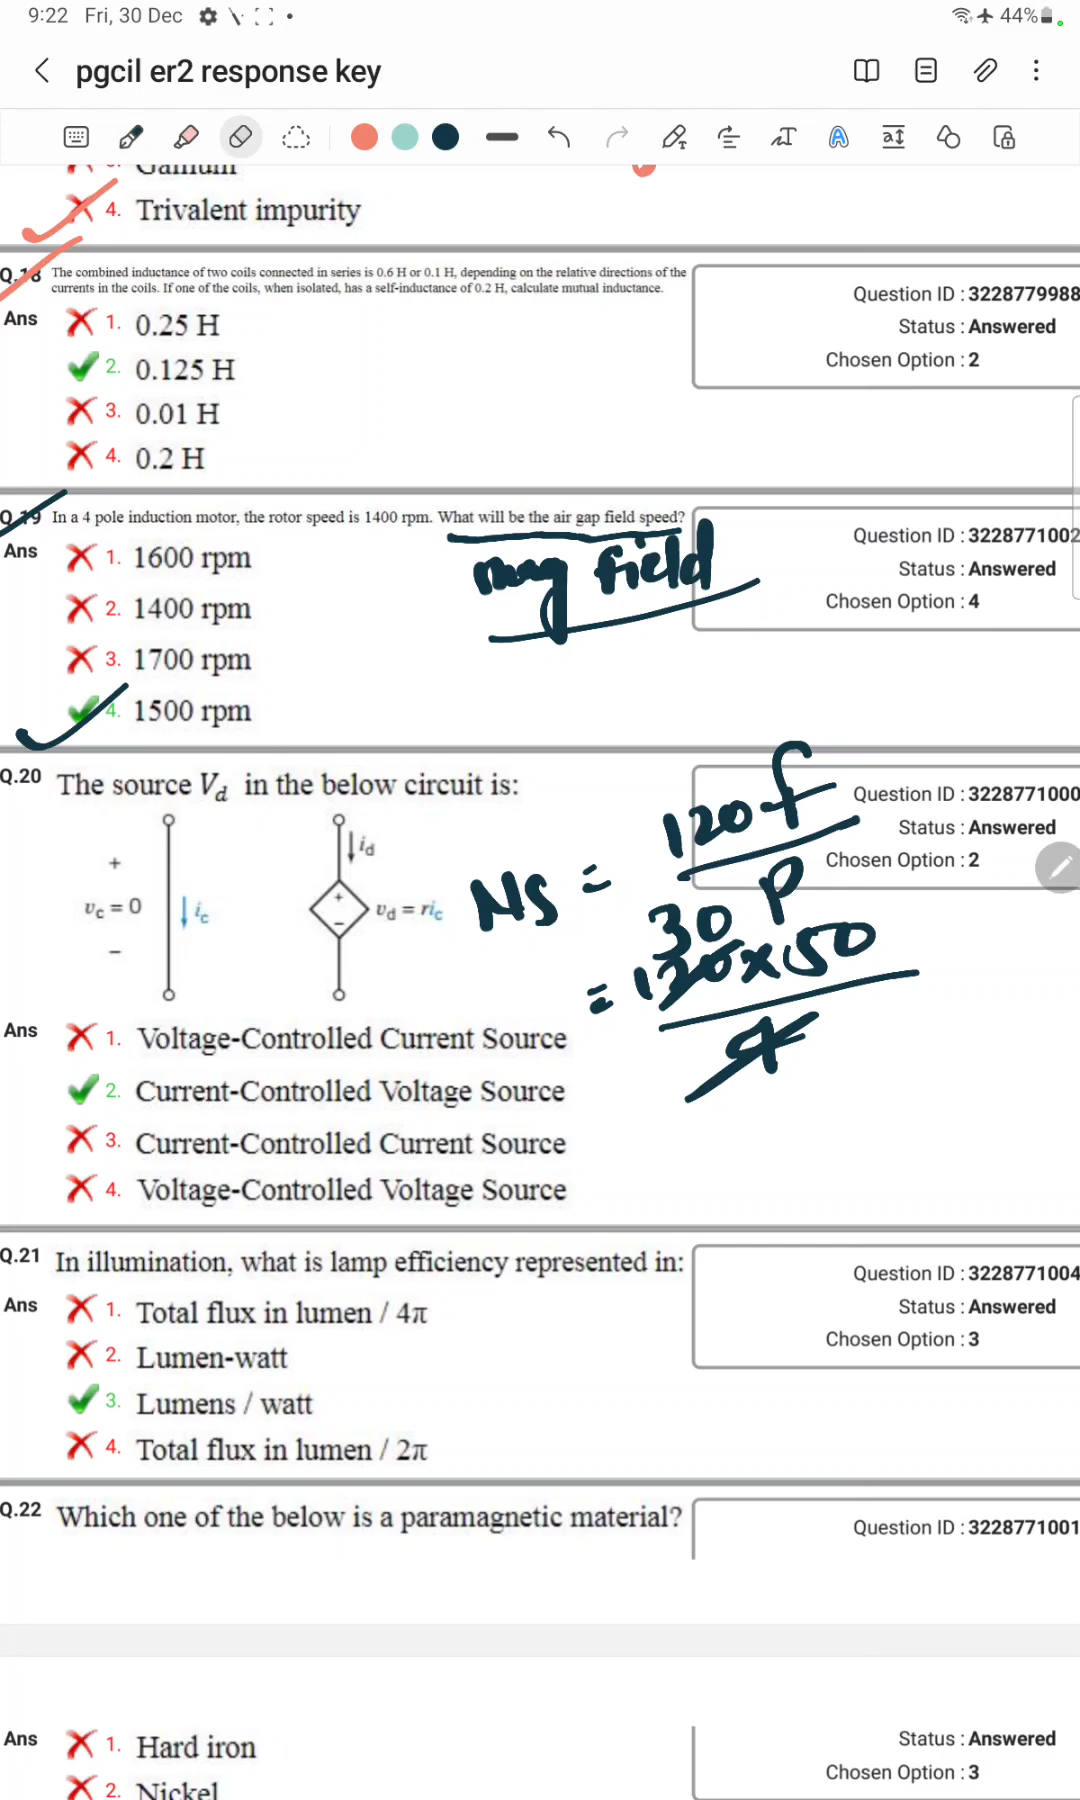 9:22 Fri, 30 Dec 44%
pgcil er2 response key
4. Trivalent impurity
Q.18 The combined inductance of two coils connected in series is 0.6 H or 0.1 H, depending on the relative directions of the
currents in the coils. If one of the coils, when isolated, has a self-inductance of 0.2 H, calculate mutual inductance.
Question ID : 3228779988
Status : Answered
Chosen Option : 2
Ans 1. 0.25 H
2. 0.125 H
3. 0.01 H
4. 0.2 H
Q.19 In a 4 pole induction motor, the rotor speed is 1400 rpm. What will be the air gap field speed?
mag field
Question ID : 3228771002
Status : Answered
Chosen Option : 4
Ans 1. 1600 rpm
2. 1400 rpm
3. 1700 rpm
4. 1500 rpm
Q.20 The source Vd in the below circuit is:
Question ID : 3228771000
Status : Answered
Chosen Option : 2
+
vc = 0
−
ic
id
+
−
vd = ric
NS = 120f
P
30
= 120 x 50
4
Ans 1. Voltage-Controlled Current Source
2. Current-Controlled Voltage Source
3. Current-Controlled Current Source
4. Voltage-Controlled Voltage Source
Q.21 In illumination, what is lamp efficiency represented in:
Question ID : 3228771004
Status : Answered
Chosen Option : 3
Ans 1. Total flux in lumen / 4π
2. Lumen-watt
3. Lumens / watt
4. Total flux in lumen / 2π
Q.22 Which one of the below is a paramagnetic material?
Question ID : 3228771001
Ans 1. Hard iron
2. Nickel
Status : Answered
Chosen Option : 3